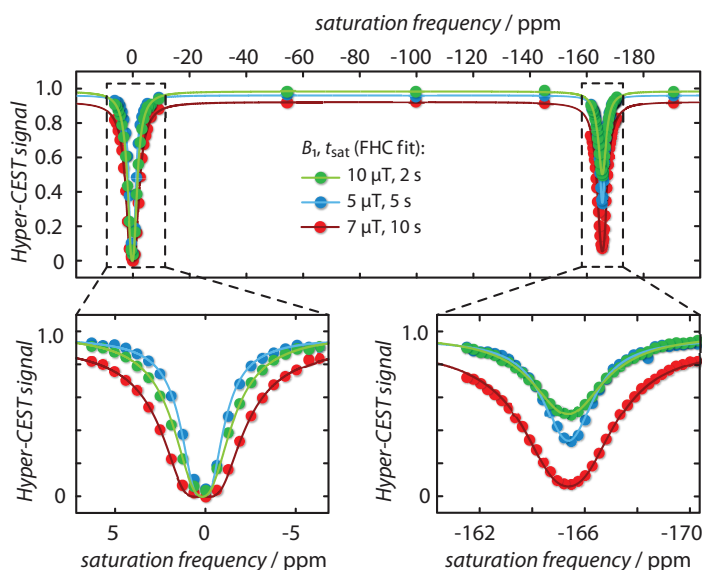 saturation frequency / ppm
0 -20 -40 -60 -80 -100 -120 -140 -160 -180
Hyper-CEST signal
1.0
0.8
0.6
0.4
0.2
0
B1, tsat (FHC fit):
10 µT, 2 s
5 µT, 5 s
7 µT, 10 s
Hyper-CEST signal
1.0
0
5 0 -5
saturation frequency / ppm
Hyper-CEST signal
1.0
0
-162 -166 -170
saturation frequency / ppm